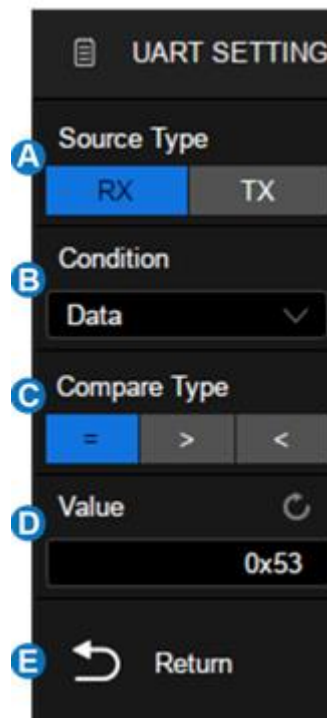 UART SETTING
A
Source Type
RX TX
B
Condition
Data
C
Compare Type
= > <
D
Value
0x53
E
Return